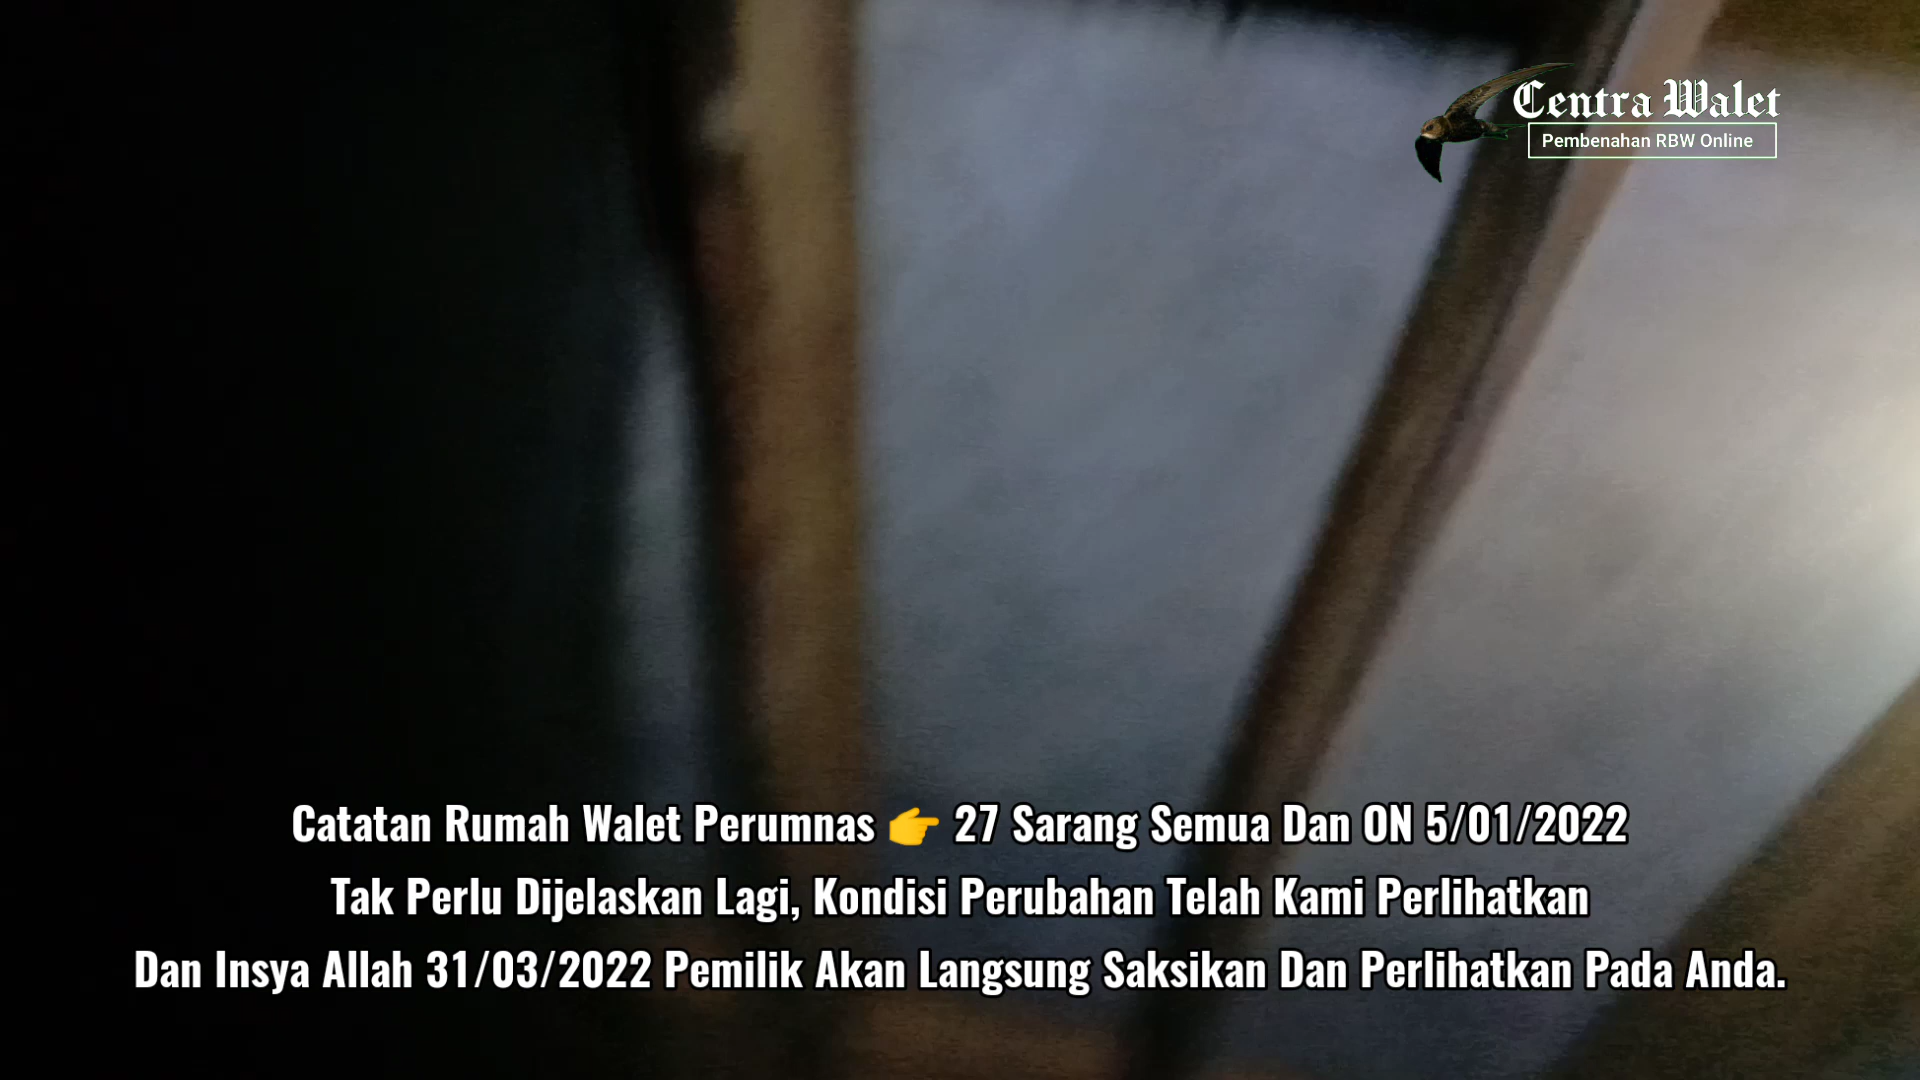 Centra Walet
Pembenahan RBW Online
Catatan Rumah Walet Perumnas 👉 27 Sarang Semua Dan ON 5/01/2022
Tak Perlu Dijelaskan Lagi, Kondisi Perubahan Telah Kami Perlihatkan
Dan Insya Allah 31/03/2022 Pemilik Akan Langsung Saksikan Dan Perlihatkan Pada Anda.